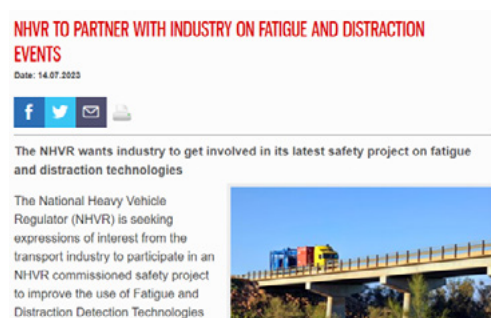 NHVR TO PARTNER WITH INDUSTRY ON FATIGUE AND DISTRACTION
EVENTS
Date: 14.07.2023
f
The NHVR wants industry to get involved in its latest safety project on fatigue
and distraction technologies
The National Heavy Vehicle
Regulator (NHVR) is seeking
expressions of interest from the
transport industry to participate in an
NHVR commissioned safety project
to improve the use of Fatigue and
Distraction Detection Technologies